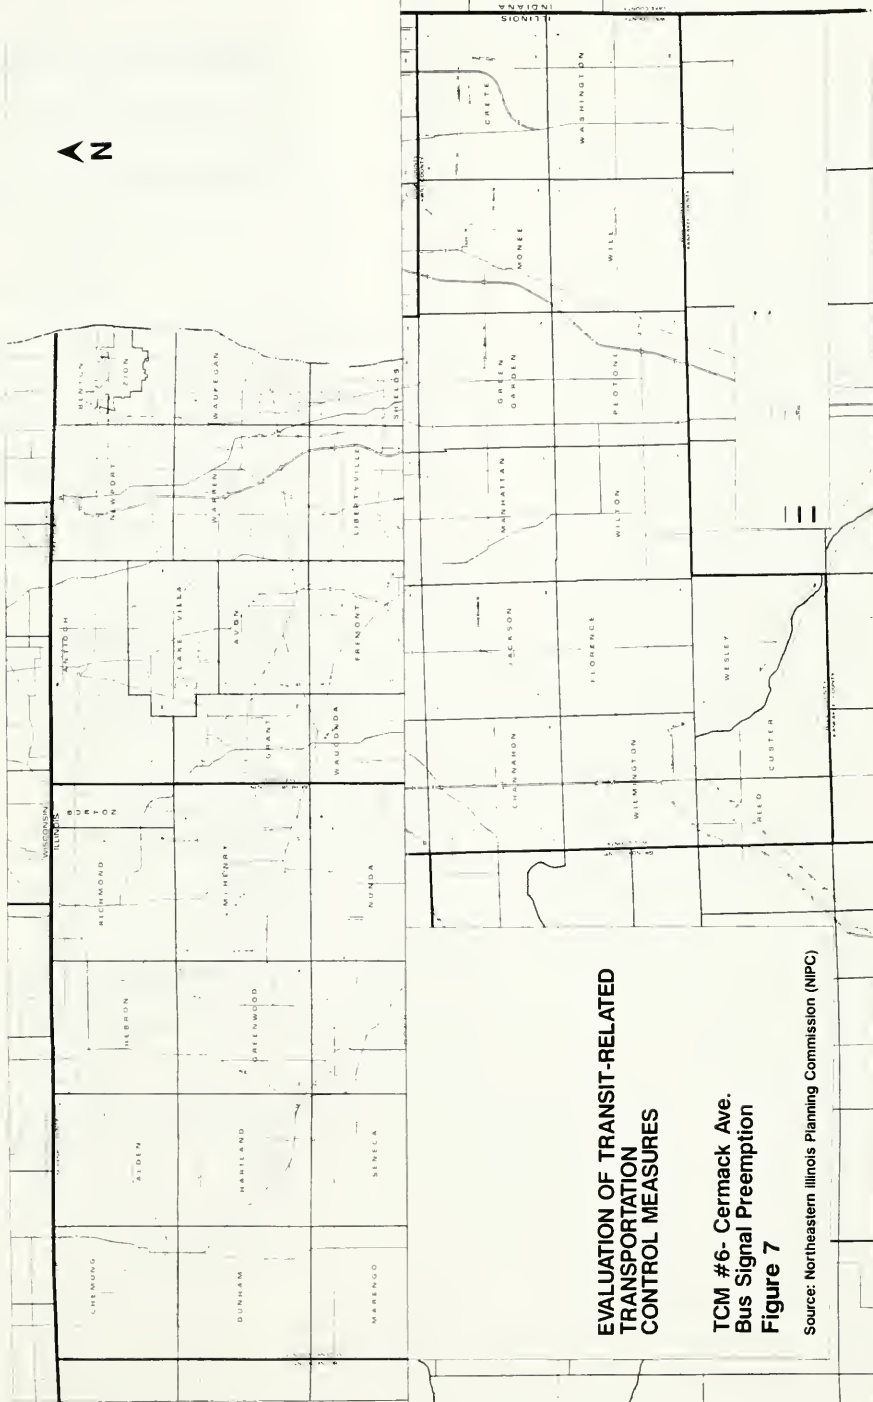 WISCONSIN
ILLINOIS
CHEMUNG
ALDEN
HEBRON
RICHMOND
BURTON
ANTIOCH
NEWPORT
BENTON
ZION
LAKE VILLA
DUNHAM
HARTLAND
GREENWOOD
McHENRY
GRANT
AVON
WARREN
WAUKEGAN
MARENGO
SENECA
NUNDA
WAUCONDA
FREMONT
LIBERTYVILLE
SHIELDS
N
ILLINOIS
INDIANA
CHANNAHON
JACKSON
MANHATTAN
GREEN
GARDEN
MONEE
CRETE
WILMINGTON
FLORENCE
WILTON
PEOTONE
WILL
WASHINGTON
REED
CUSTER
WESLEY
EVALUATION OF TRANSIT-RELATED
TRANSPORTATION
CONTROL MEASURES
TCM #6- Cermack Ave.
Bus Signal Preemption
Figure 7
Source: Northeastern illinois Planning Commission (NIPC)